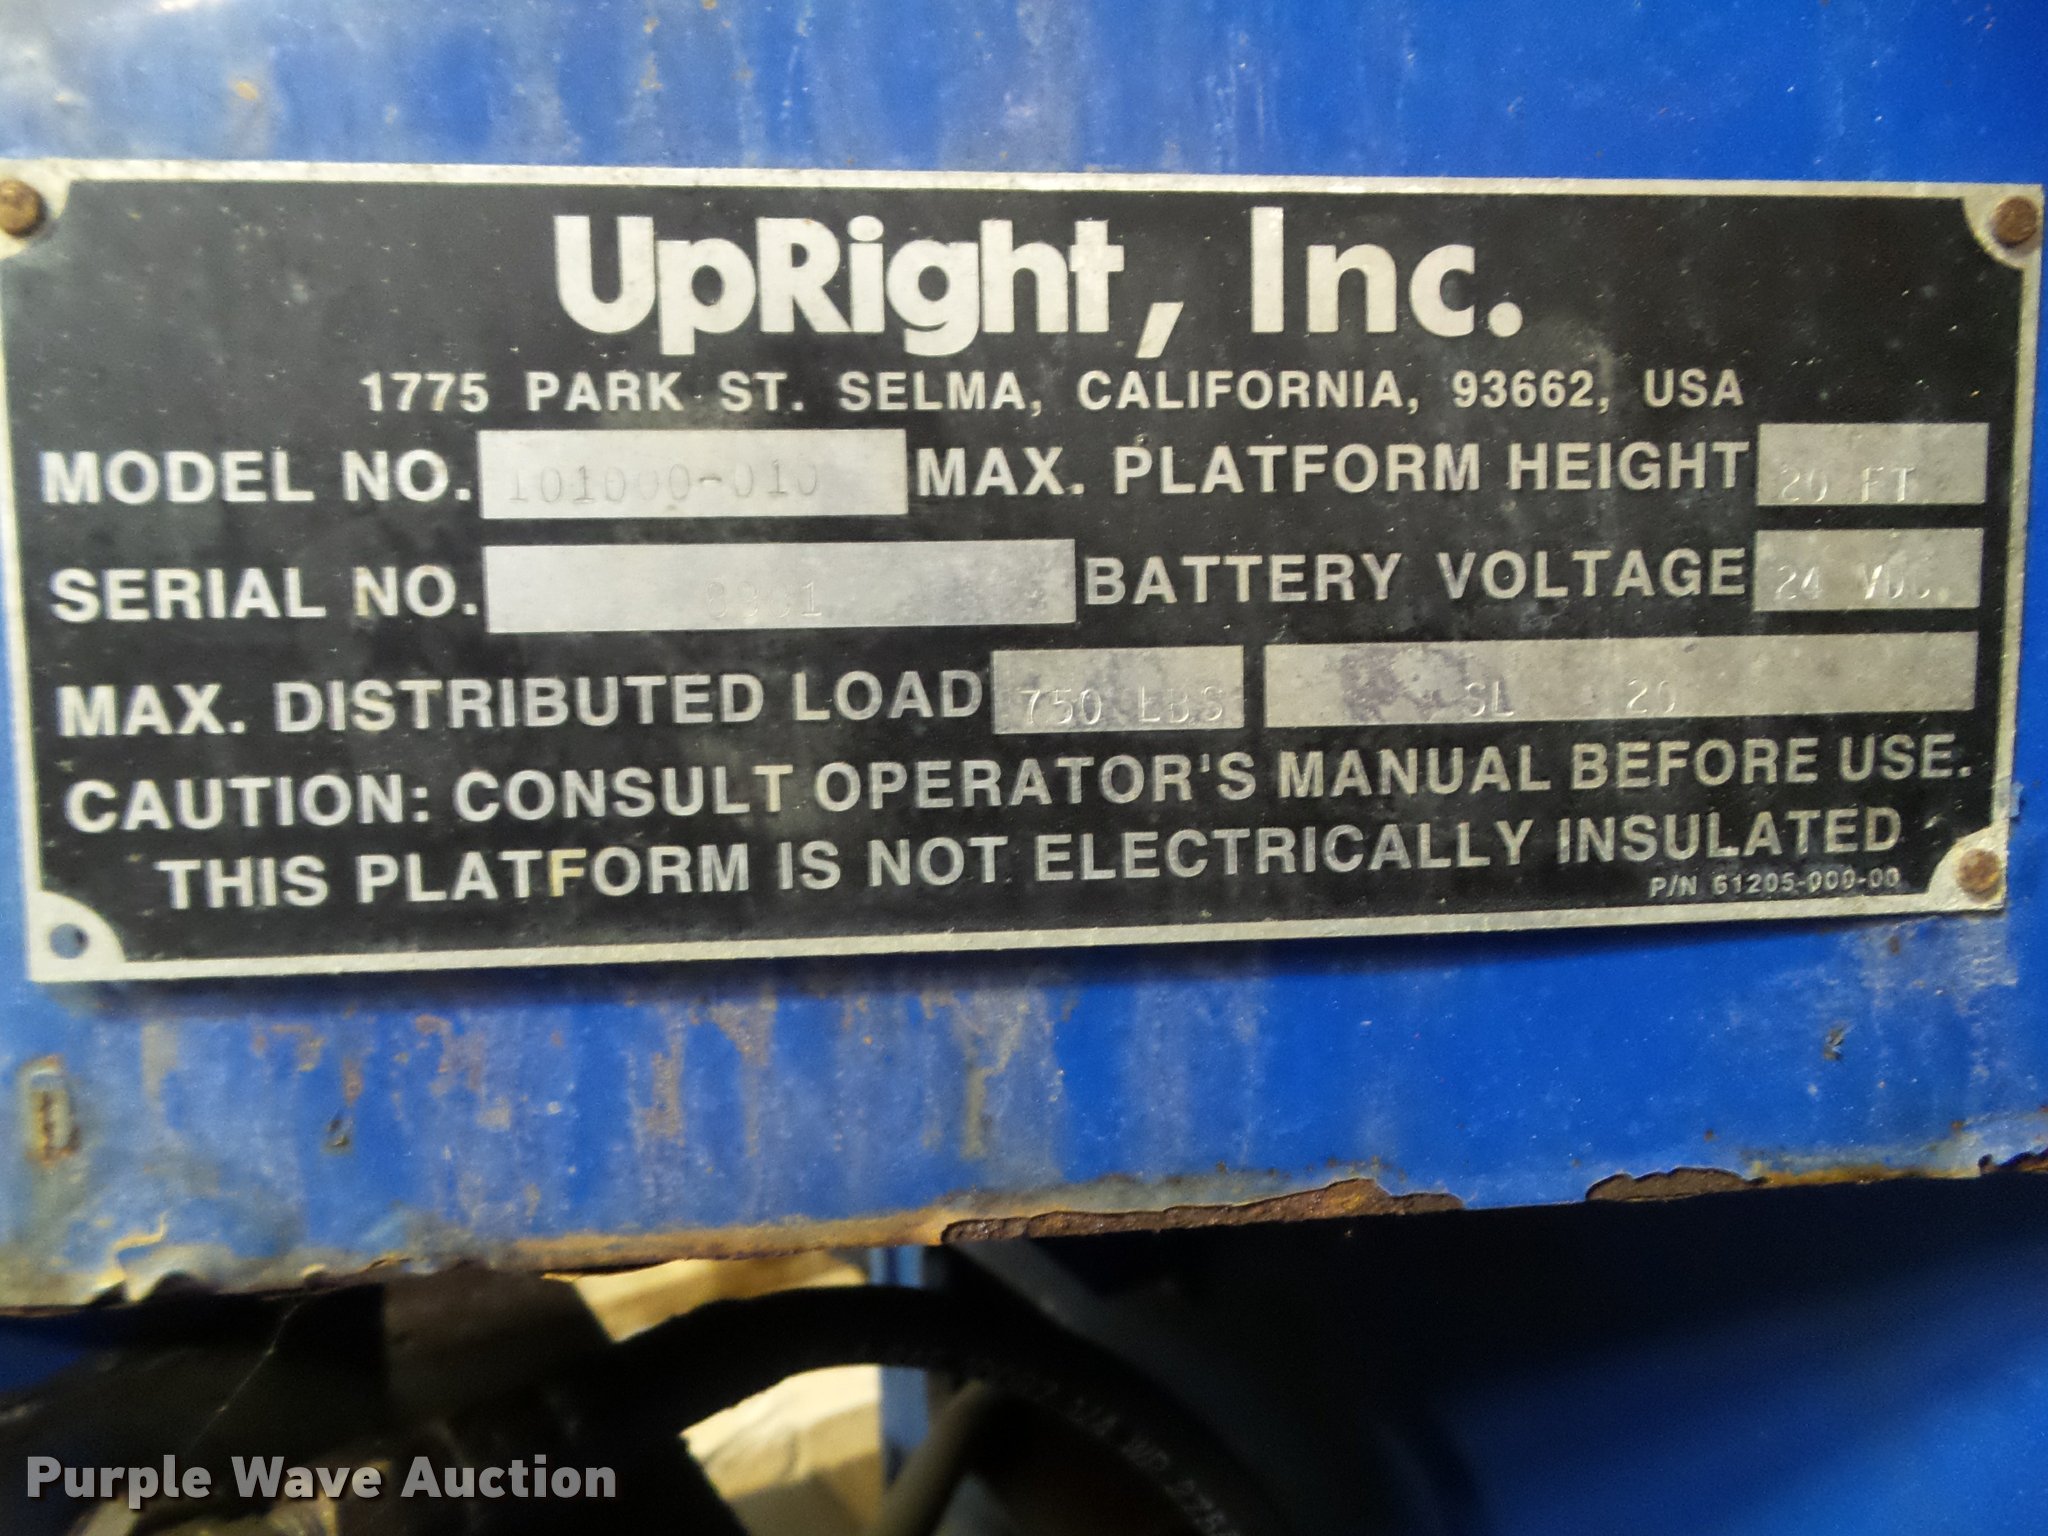 UpRight, Inc.
1775 PARK ST. SELMA, CALIFORNIA, 93662, USA
MODEL NO. 101000-010 MAX. PLATFORM HEIGHT 20 FT.
SERIAL NO. BATTERY VOLTAGE 24 VDC.
MAX. DISTRIBUTED LOAD 750 LBS SL 20
CAUTION: CONSULT OPERATOR'S MANUAL BEFORE USE.
THIS PLATFORM IS NOT ELECTRICALLY INSULATED
P/N 61205-000-00
Purple Wave Auction